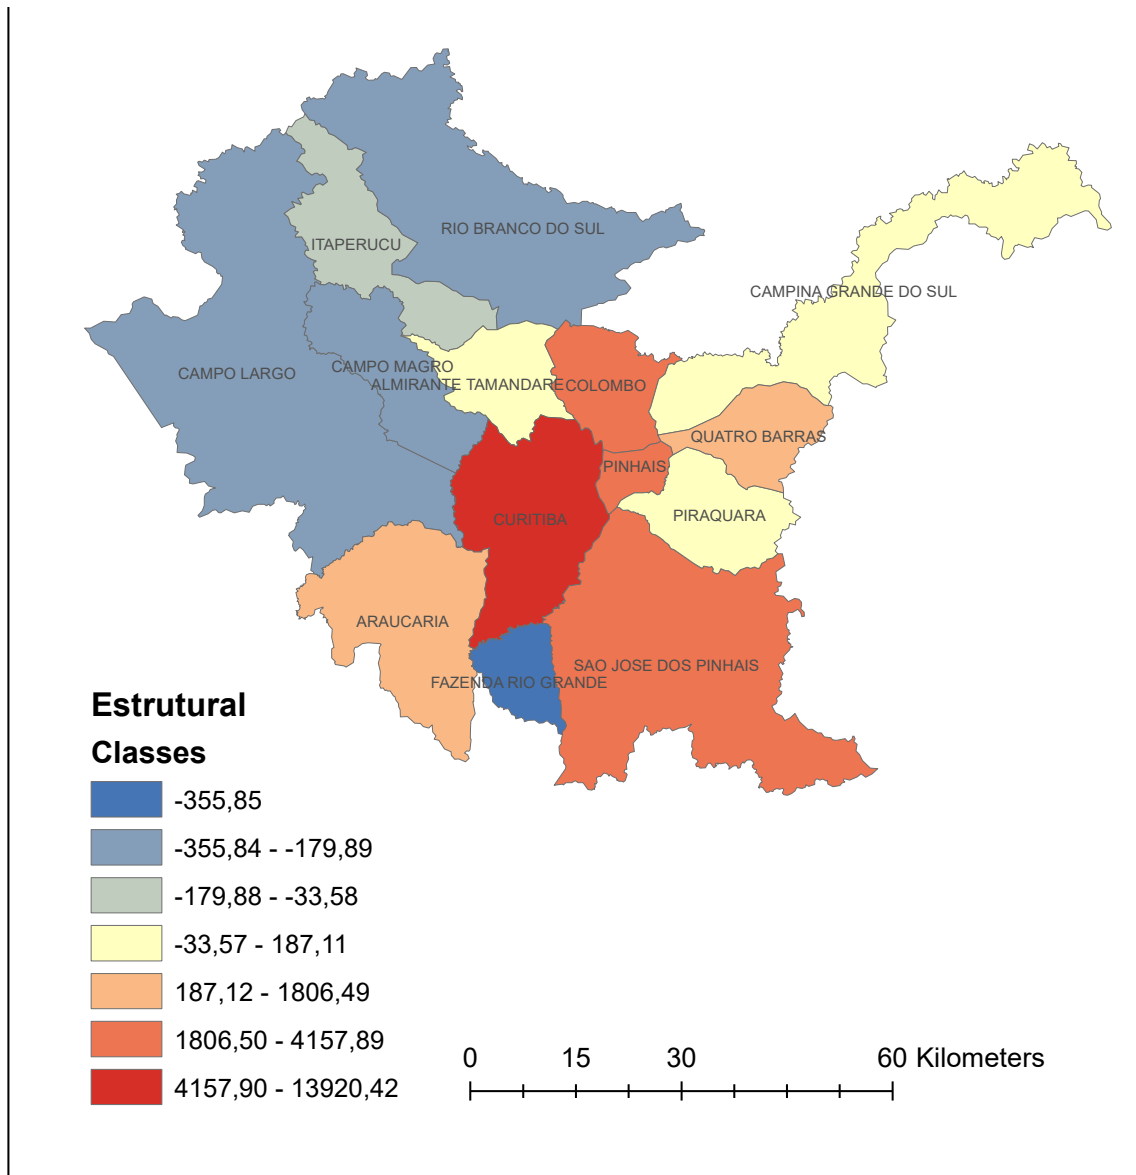 RIO BRANCO DO SUL
ITAPERUCU
CAMPINA GRANDE DO SUL
CAMPO LARGO
CAMPO MAGRO
ALMIRANTE TAMANDARE
COLOMBO
QUATRO BARRAS
PINHAIS
PIRAQUARA
CURITIBA
ARAUCARIA
SAO JOSE DOS PINHAIS
FAZENDA RIO GRANDE
Estrutural
Classes
-355,85
-355,84 - -179,89
-179,88 - -33,58
-33,57 - 187,11
187,12 - 1806,49
1806,50 - 4157,89
4157,90 - 13920,42
0 15 30 60 Kilometers